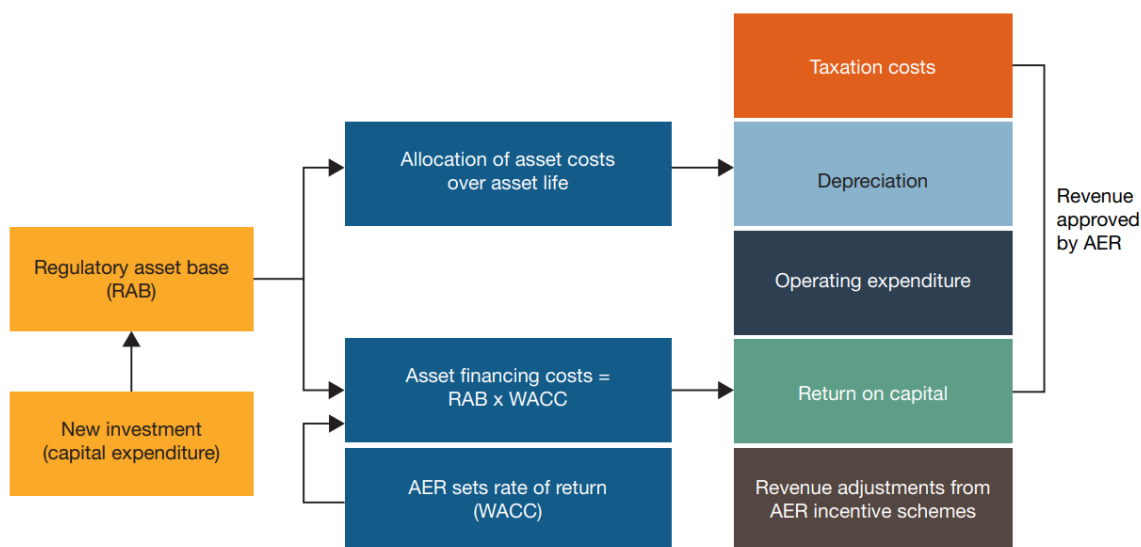 Taxation costs
Allocation of asset costs
over asset life
Depreciation
Revenue
approved
by AER
Regulatory asset base
(RAB)
Operating expenditure
Asset financing costs =
RAB x WACC
Return on capital
New investment
(capital expenditure)
AER sets rate of return
(WACC)
Revenue adjustments from
AER incentive schemes